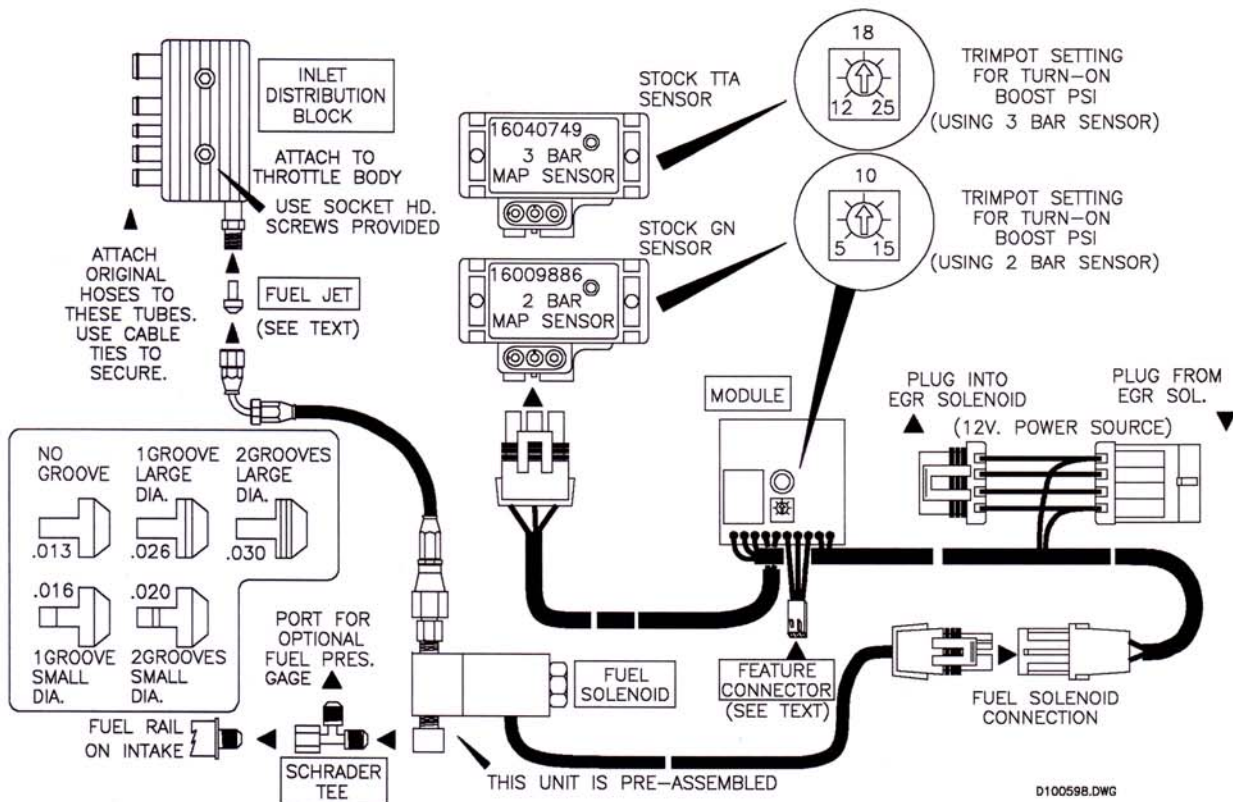 INLET
DISTRIBUTION
BLOCK
ATTACH TO
THROTTLE BODY
USE SOCKET HD.
SCREWS PROVIDED
ATTACH
ORIGINAL
HOSES TO
THESE TUBES.
USE CABLE
TIES TO
SECURE.
FUEL JET
(SEE TEXT)
STOCK TTA
SENSOR
16040749
3 BAR
MAP SENSOR
18
12 25
TRIMPOT SETTING
FOR TURN-ON
BOOST PSI
(USING 3 BAR SENSOR)
STOCK GN
SENSOR
16009886
2 BAR
MAP SENSOR
10
5 15
TRIMPOT SETTING
FOR TURN-ON
BOOST PSI
(USING 2 BAR SENSOR)
MODULE
PLUG INTO
EGR SOLENOID
PLUG FROM
EGR SOL.
(12V. POWER SOURCE)
NO
GROOVE
.013
1GROOVE
LARGE
DIA.
.026
2GROOVES
LARGE
DIA.
.030
.016
1GROOVE
SMALL
DIA.
.020
2GROOVES
SMALL
DIA.
PORT FOR
OPTIONAL
FUEL PRES.
GAGE
FUEL
SOLENOID
FEATURE
CONNECTOR
(SEE TEXT)
FUEL SOLENOID
CONNECTION
FUEL RAIL
ON INTAKE
SCHRADER
TEE
THIS UNIT IS PRE-ASSEMBLED
D100598.DWG